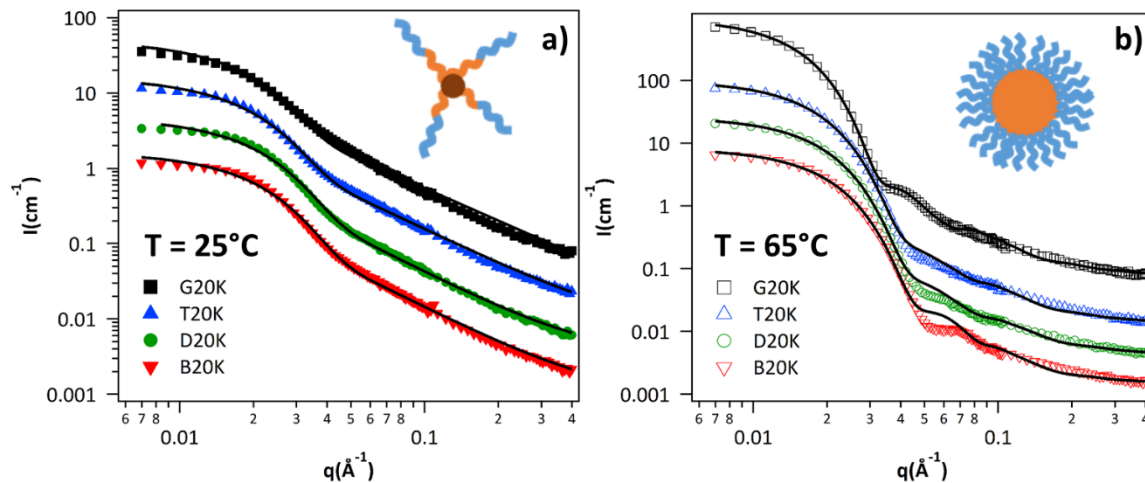 a)
I(cm⁻¹)
100
10
1
0.1
0.01
0.001
T = 25°C
G20K
T20K
D20K
B20K
6 7 8 2 3 4 5 6 7 8 2 3 4
0.01 0.1
q(Å⁻¹)
b)
I(cm⁻¹)
100
10
1
0.1
0.01
0.001
T = 65°C
G20K
T20K
D20K
B20K
6 7 8 2 3 4 5 6 7 8 2 3 4
0.01 0.1
q(Å⁻¹)